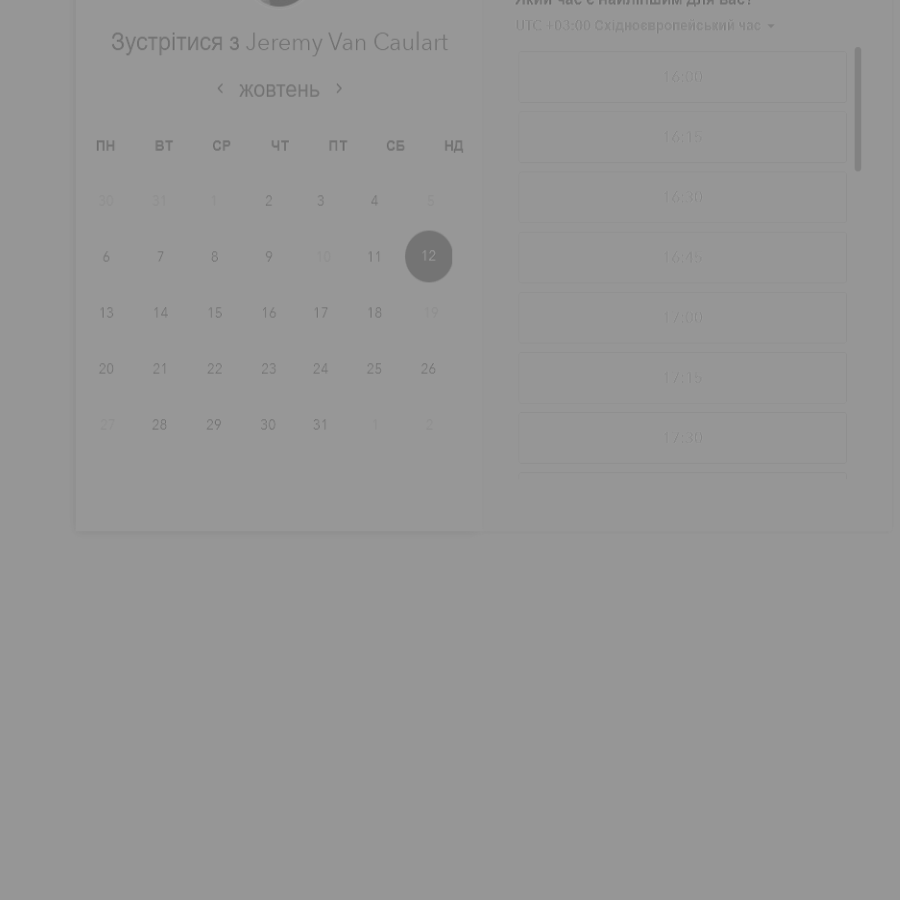 Який час є найліпшим для вас?
UTC +03:00 Східноєвропейський час
Зустрітися з Jeremy Van Caulart
жовтень
ПН ВТ СР ЧТ ПТ СБ НД
30 31 1 2 3 4 5
6 7 8 9 10 11 12
13 14 15 16 17 18 19
20 21 22 23 24 25 26
27 28 29 30 31 1 2
16:00
16:15
16:30
16:45
17:00
17:15
17:30